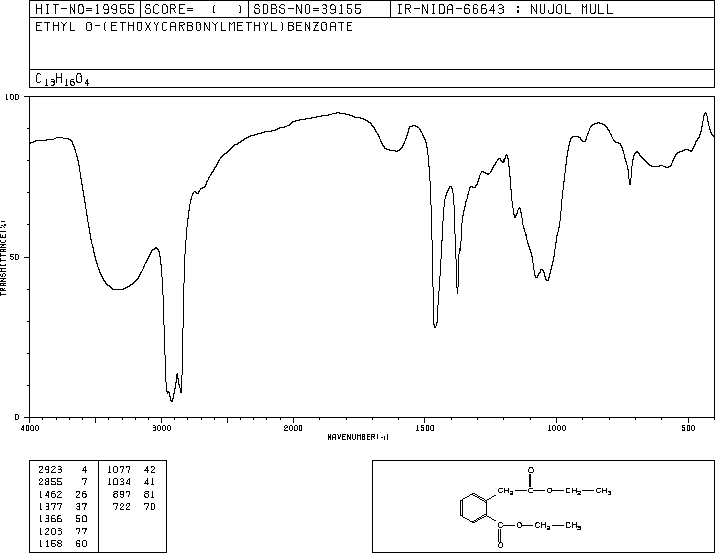 HIT-NO=19955 SCORE= ( ) SDBS-NO=39155 IR-NIDA-66643 : NUJOL MULL
ETHYL O-(ETHOXYCARBONYLMETHYL)BENZOATE
C13H16O4
100
50
0
TRANSMITTANCE(%)
4000 3000 2000 1500 1000 500
WAVENUMBER(-1)
2923 4 1077 42
2855 7 1034 41
1462 26 897 81
1377 37 722 70
1366 50
1203 77
1158 60
O
CH2—C—O—CH2—CH3
C—O—CH2—CH3
O